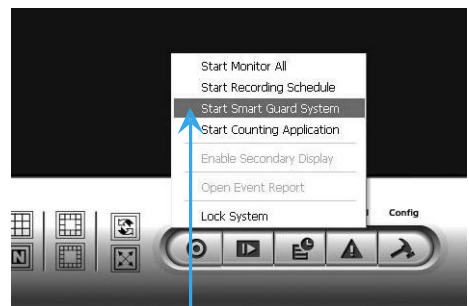 Start Monitor All
Start Recording Schedule
Start Smart Guard System
Start Counting Application
Enable Secondary Display
Open Event Report
Lock System
Config
N